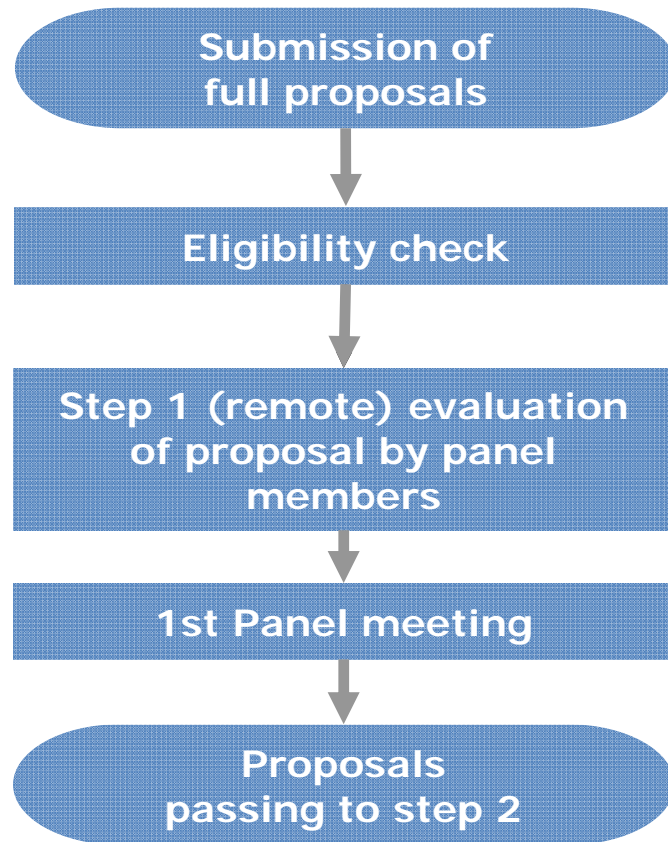 Submission of
full proposals
Eligibility check
Step 1 (remote) evaluation
of proposal by panel
members
1st Panel meeting
Proposals
passing to step 2